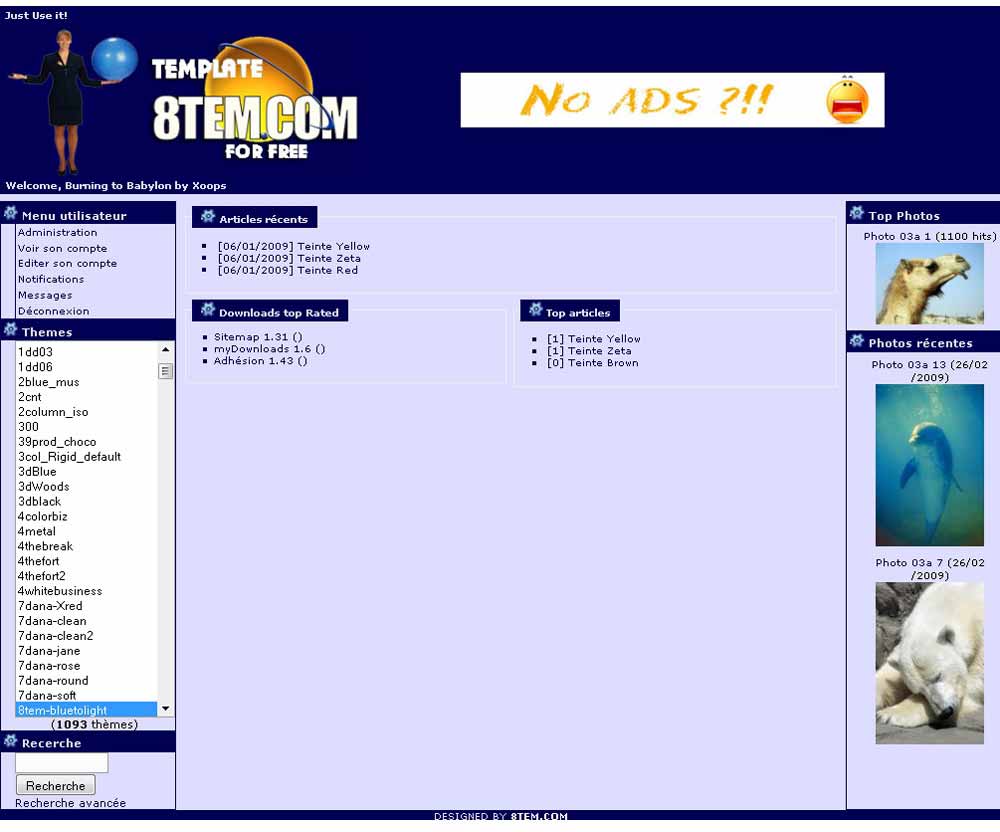 Just Use it!
TEMPLATE
8TEM.COM
FOR FREE
No ADS ?!!
Welcome, Burning to Babylon by Xoops
Menu utilisateur
Administration
Voir son compte
Editer son compte
Notifications
Messages
Déconnexion
Themes
1dd03
1dd06
2blue_mus
2cnt
2column_iso
300
39prod_choco
3col_Rigid_default
3dBlue
3dWoods
3dblack
4colorbiz
4metal
4thebreak
4thefort
4thefort2
4whitebusiness
7dana-Xred
7dana-clean
7dana-clean2
7dana-jane
7dana-rose
7dana-round
7dana-soft
8tem-bluetolight
(1093 thèmes)
Recerche
Recherche
Recherche avancée
Articles récents
[06/01/2009] Teinte Yellow
[06/01/2009] Teinte Zeta
[06/01/2009] Teinte Red
Downloads top Rated
Sitemap 1.31 ()
myDownloads 1.6 ()
Adhésion 1.43 ()
Top articles
[1] Teinte Yellow
[1] Teinte Zeta
[0] Teinte Brown
Top Photos
Photo 03a 1 (1100 hits)
Photos récentes
Photo 03a 13 (26/02
/2009)
Photo 03a 7 (26/02
/2009)
DESIGNED BY 8TEM.COM